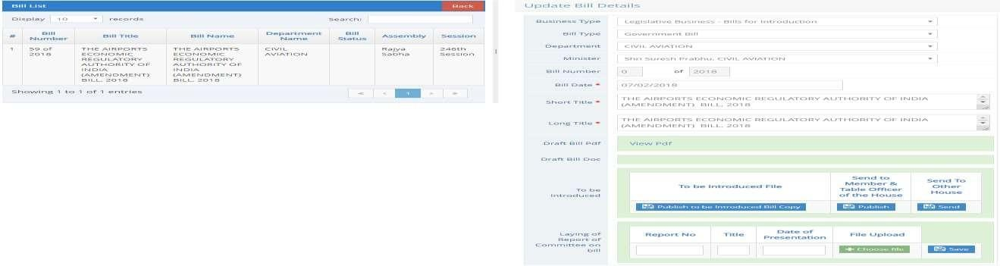 Bill List
Back
Display 10 records
Search:
# Bill Number Bill Title Bill Name Department Name Bill Status Assembly Session
1 59 of 2018 THE AIRPORTS ECONOMIC REGULATORY AUTHORITY OF INDIA (AMENDMENT) BILL, 2018 THE AIRPORTS ECONOMIC REGULATORY AUTHORITY OF INDIA (AMENDMENT) BILL, 2018 CIVIL AVIATION Rajya Sabha 246th Session
Showing 1 to 1 of 1 entries
« < 1 > »
Update Bill Details
Business Type Legislative Business - Bills for Introduction
Bill Type Government Bill
Department CIVIL AVIATION
Minister Shri Suresh Prabhu, CIVIL AVIATION
Bill Number 0 of 2018
Bill Date * 07/02/2018
Short Title * THE AIRPORTS ECONOMIC REGULATORY AUTHORITY OF INDIA
(AMENDMENT) BILL, 2018
Long Title * THE AIRPORTS ECONOMIC REGULATORY AUTHORITY OF INDIA
(AMENDMENT) BILL, 2018
Draft Bill Pdf View Pdf
Draft Bill Doc
To be Introduced
To be Introduced File
Send to Member & Table Officer of the House
Send To Other House
Publish to be Introduced Bill Copy
Publish
Send
Laying of Report of Committee on bill
Report No Title Date of Presentation File Upload
+ Choose file
Save